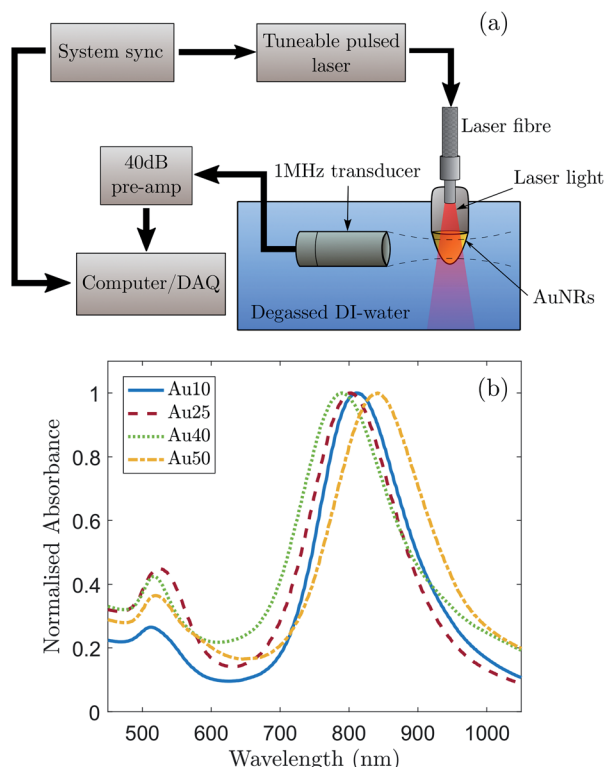 (a)
System sync
Tuneable pulsed
laser
Laser fibre
40dB
pre-amp
1MHz transducer
Laser light
Computer/DAQ
Degassed DI-water
AuNRs
(b)
Au10
Au25
Au40
Au50
Normalised Absorbance
1
0.8
0.6
0.4
0.2
0
500 600 700 800 900 1000
Wavelength (nm)